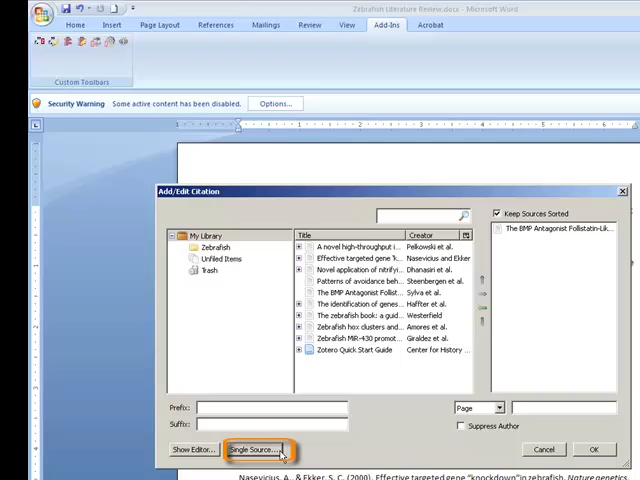 Zebrafish Literature Review.docx - Microsoft Word
Home Insert Page Layout References Mailings Review View Add-Ins Acrobat
Custom Toolbars
Security Warning Some active content has been disabled. Options...
1 1 2 3 4 5 6
Add/Edit Citation
Keep Sources Sorted
My Library
Zebrafish
Unfiled Items
Trash
Title Creator
A novel high-throughput i... Pelkowski et al.
Effective targeted gene 'k... Nasevicius and Ekker
Novel application of nitrifyi... Dhanasiri et al.
Patterns of avoidance beh... Steenbergen et al.
The BMP Antagonist Follist... Sylva et al.
The identification of genes... Haffter et al.
The zebrafish book: a guid... Westerfield
Zebrafish hox clusters and... Amores et al.
Zebrafish MiR-430 promot... Giraldez et al.
Zotero Quick Start Guide Center for History ...
The BMP Antagonist Follistatin-Lik...
Prefix:
Suffix:
Page
Suppress Author
Show Editor... Single Source... Cancel OK
Nasevicius, A., & Ekker, S. C. (2000). Effective targeted gene "knockdown" in zebrafish. Nature genetics,